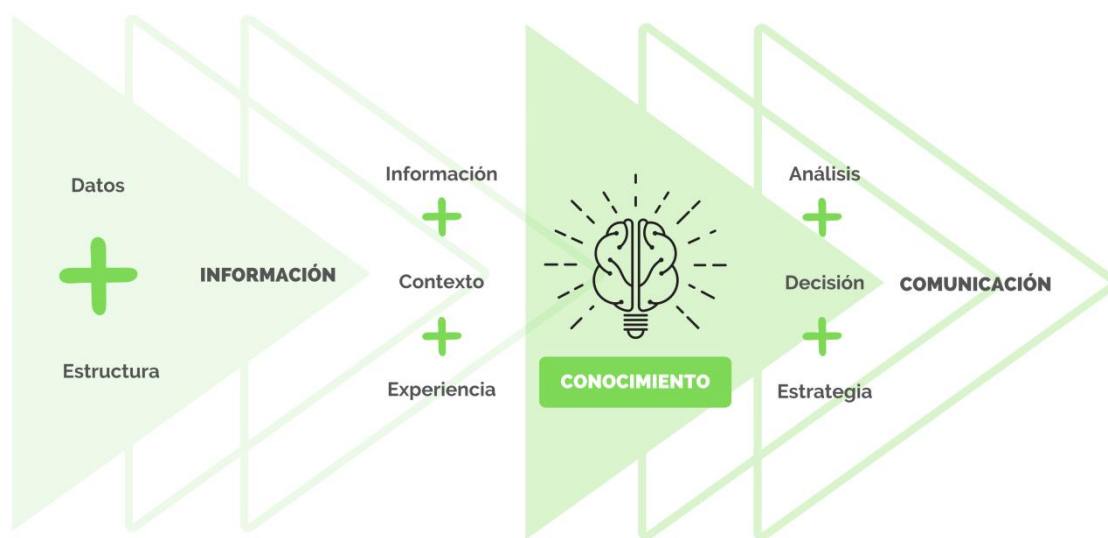 Datos
Estructura
INFORMACIÓN
Información
Contexto
Experiencia
CONOCIMIENTO
Análisis
Decisión
Estrategia
COMUNICACIÓN